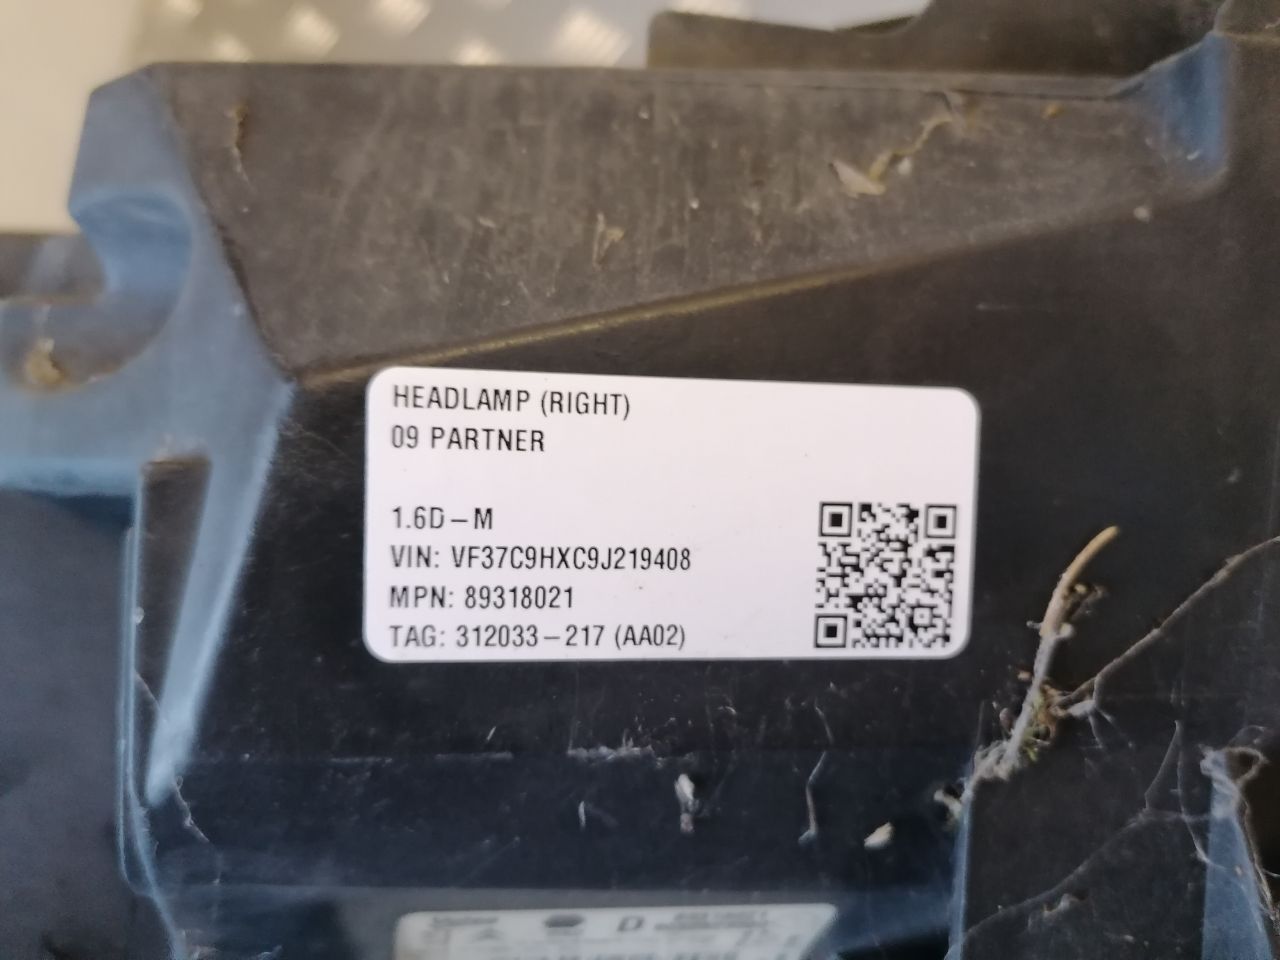 HEADLAMP (RIGHT)
09 PARTNER
1.6D-M
VIN: VF37C9HXC9J219408
MPN: 89318021
TAG: 312033-217 (AA02)
D